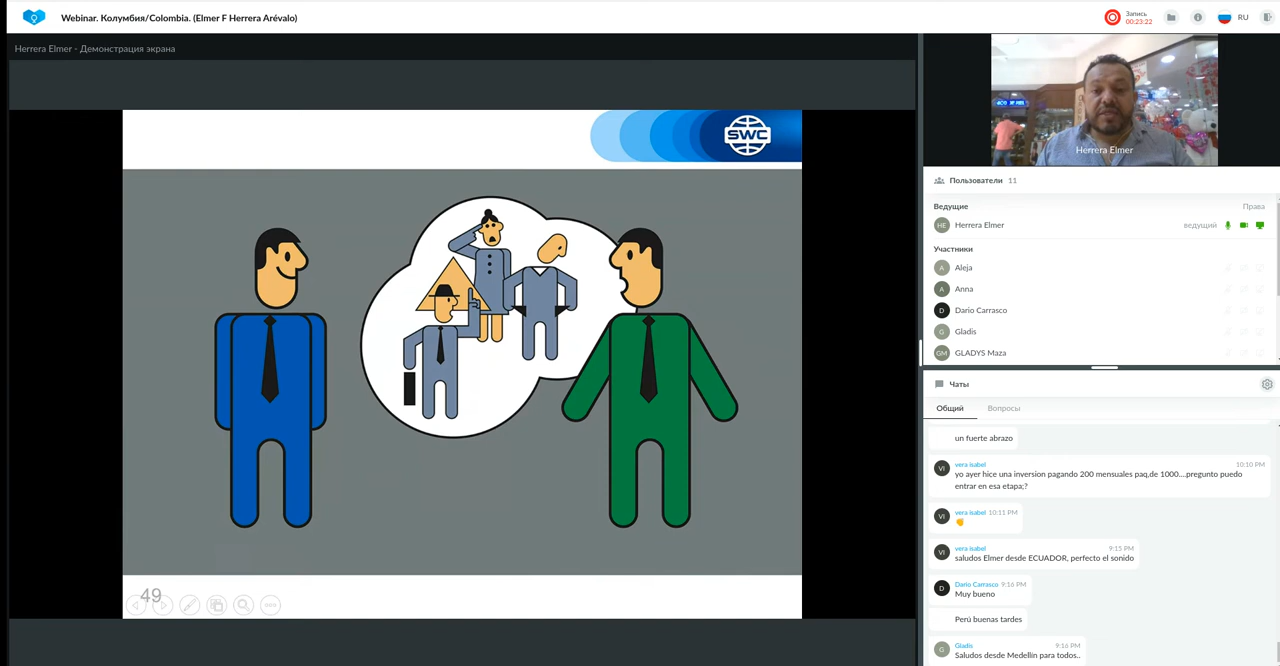 Webinar. Колумбия/Colombia. (Elmer F Herrera Arévalo)
Запись
00:23:22
RU
Herrera Elmer - Демонстрация экрана
SWC
49
Herrera Elmer
Пользователи 11
Ведущие Права
HE Herrera Elmer ведущий
Участники
A Aleja
A Anna
D Dario Carrasco
G Gladis
GM GLADYS Maza
Чаты
Общий Вопросы
un fuerte abrazo
VI vera isabel 10:10 PM
yo ayer hice una inversion pagando 200 mensuales paq,de 1000....pregunto puedo
entrar en esa etapa;?
VI vera isabel 10:11 PM
👏
VI vera isabel 9:15 PM
saludos Elmer desde ECUADOR, perfecto el sonido
D Dario Carrasco 9:16 PM
Muy bueno
Perú buenas tardes
G Gladis 9:16 PM
Saludos desde Medellín para todos..